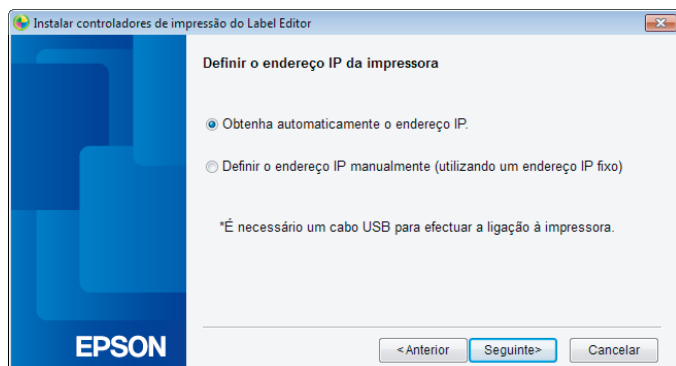 Instalar controladores de impressão do Label Editor
Definir o endereço IP da impressora
Obtenha automaticamente o endereço IP.
Definir o endereço IP manualmente (utilizando um endereço IP fixo)
*É necessário um cabo USB para efectuar a ligação à impressora.
EPSON
<Anterior
Seguinte>
Cancelar